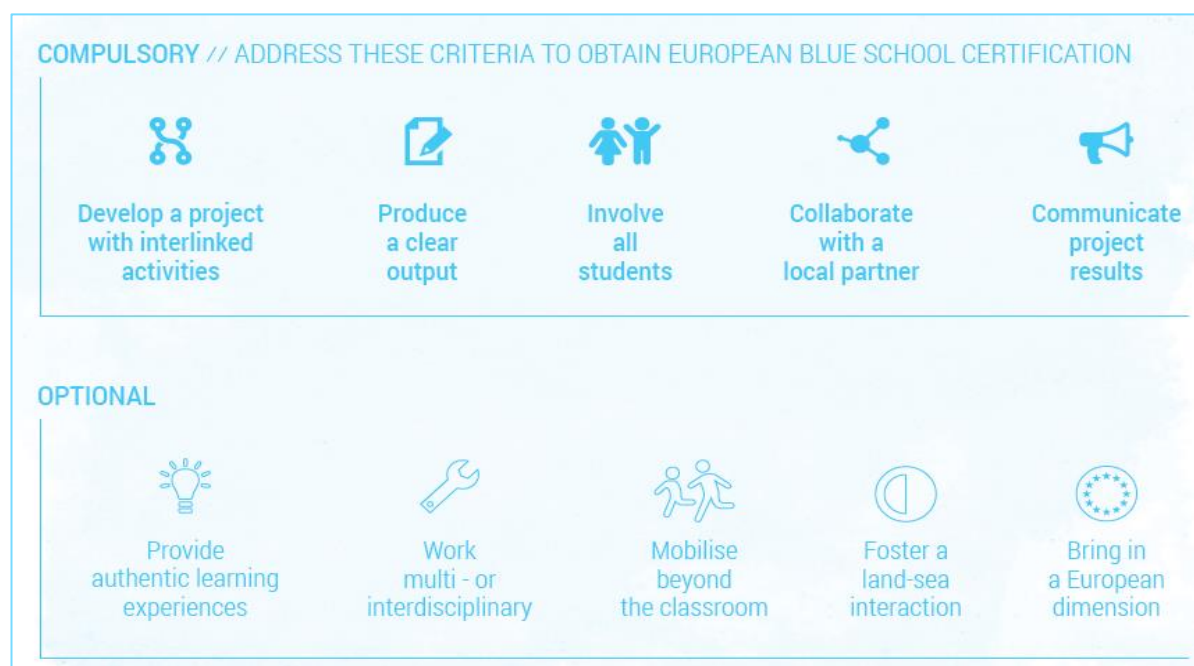 COMPULSORY // ADDRESS THESE CRITERIA TO OBTAIN EUROPEAN BLUE SCHOOL CERTIFICATION
Develop a project
with interlinked
activities
Produce
a clear
output
Involve
all
students
Collaborate
with a
local partner
Communicate
project
results
OPTIONAL
Provide
authentic learning
experiences
Work
multi - or
interdisciplinary
Mobilise
beyond
the classroom
Foster a
land-sea
interaction
Bring in
a European
dimension